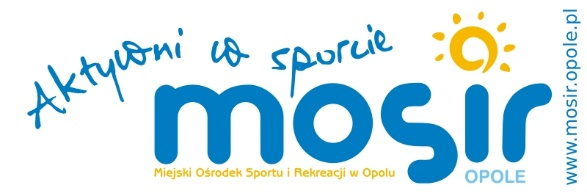 Aktywni w sporcie
mosir
Miejski Ośrodek Sportu i Rekreacji w Opolu
OPOLE
www.mosir.opole.pl